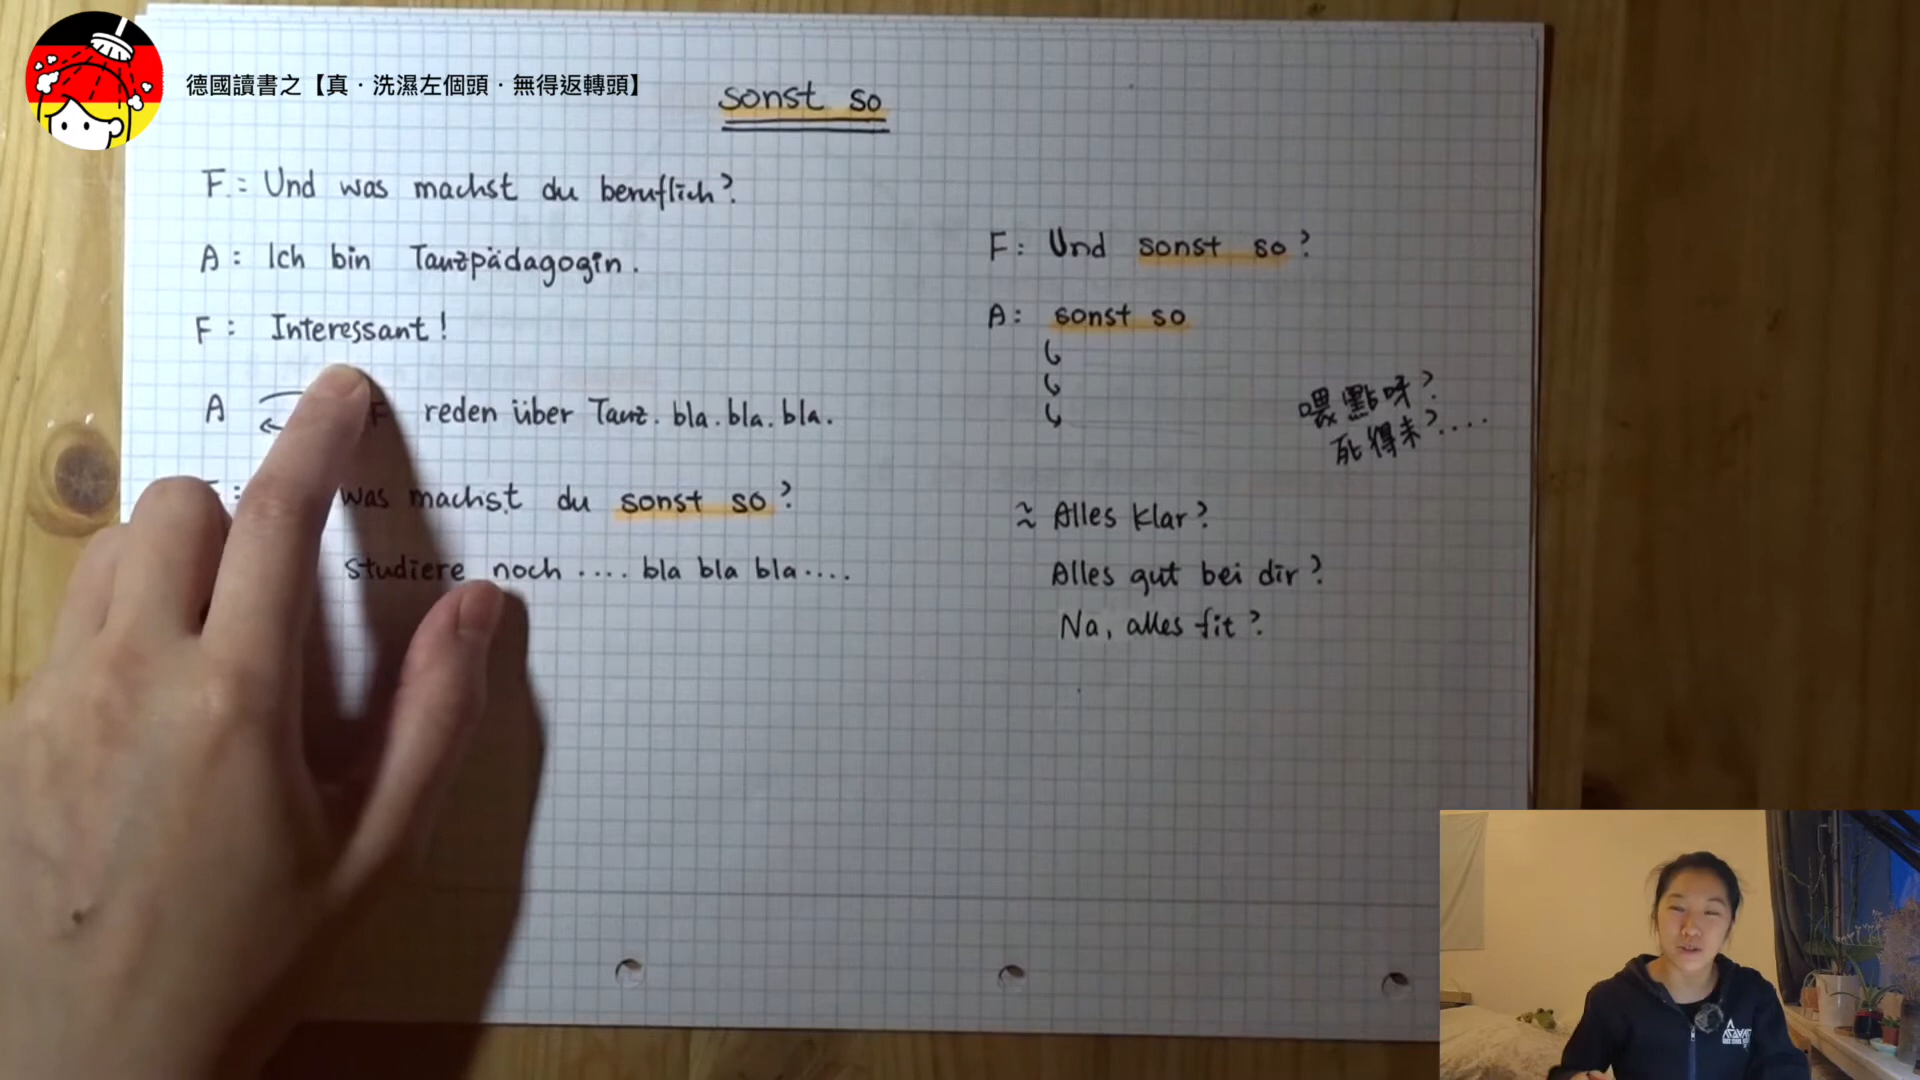 德國讀書之【真·洗濕左個頭·無得返轉頭】
sonst so
F: Und was machst du beruflich?
A: Ich bin Tanzpädagogin.
F: Interessant!
A F reden über Tanz. bla. bla. bla.
was machst du sonst so?
studiere noch .... bla bla bla ....
F: Und sonst so?
A: sonst so
喂點呀?
死得未?....
≈ Alles klar?
Alles gut bei dir?
Na, alles fit?